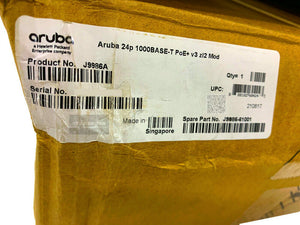 aruba
a Hewlett Packard
Enterprise company
Aruba 24p 1000BASE-T PoE+ v3 zl2 Mod
Product No.: J9986A
Qty= 1
UPC:
Serial No.:
210817
Made in
Singapore
Spare Part No. J9986-61001